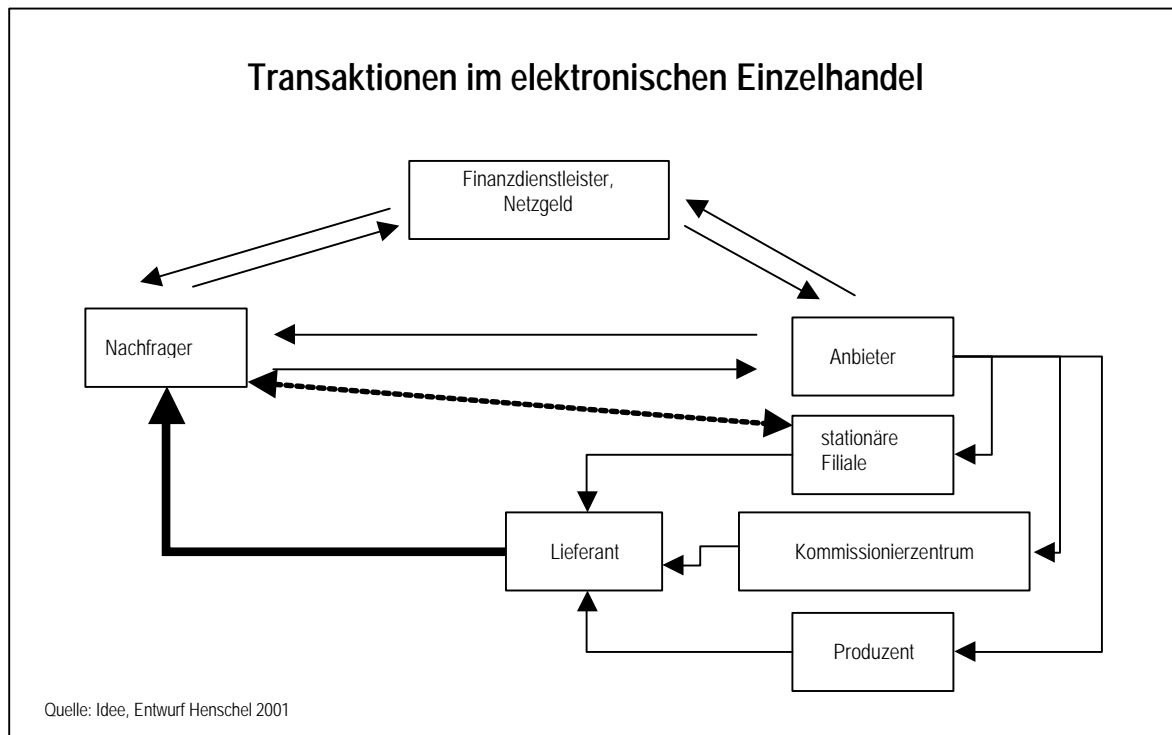 Transaktionen im elektronischen Einzelhandel
Finanzdienstleister,
Netzgeld
Nachfrager
Anbieter
stationäre
Filiale
Lieferant
Kommissionierzentrum
Produzent
Quelle: Idee, Entwurf Henschel 2001